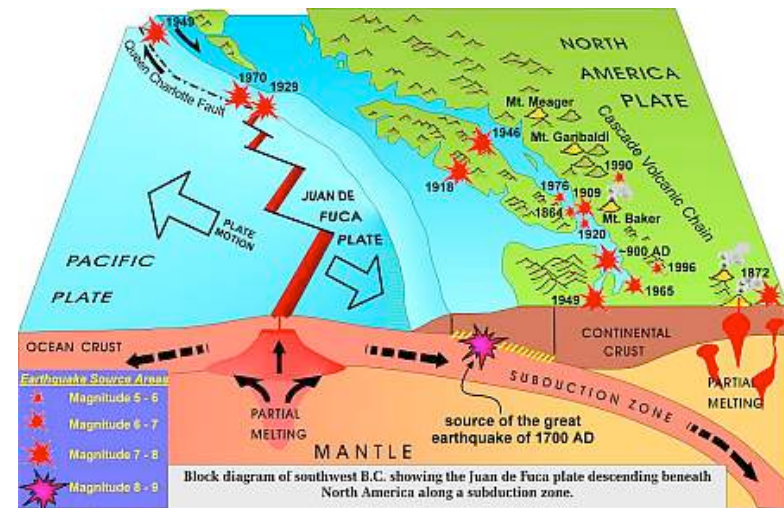 1949
Queen Charlotte Fault
1970
1929
NORTH
AMERICA
PLATE
Mt. Meager
Mt. Garibaldi
Cascade Volcanic Chain
1946
1918
1990
1976
1909
1864
Mt. Baker
1920
~900 AD
1996
1872
1949
1965
JUAN DE
FUCA
PLATE
PLATE
MOTION
PACIFIC
PLATE
OCEAN CRUST
CONTINENTAL
CRUST
SUBDUCTION ZONE
PARTIAL
MELTING
PARTIAL
MELTING
source of the great
earthquake of 1700 AD
MANTLE
Earthquake Source Areas
Magnitude 5 - 6
Magnitude 6 - 7
Magnitude 7 - 8
Magnitude 8 - 9
Block diagram of southwest B.C. showing the Juan de Fuca plate descending beneath
North America along a subduction zone.